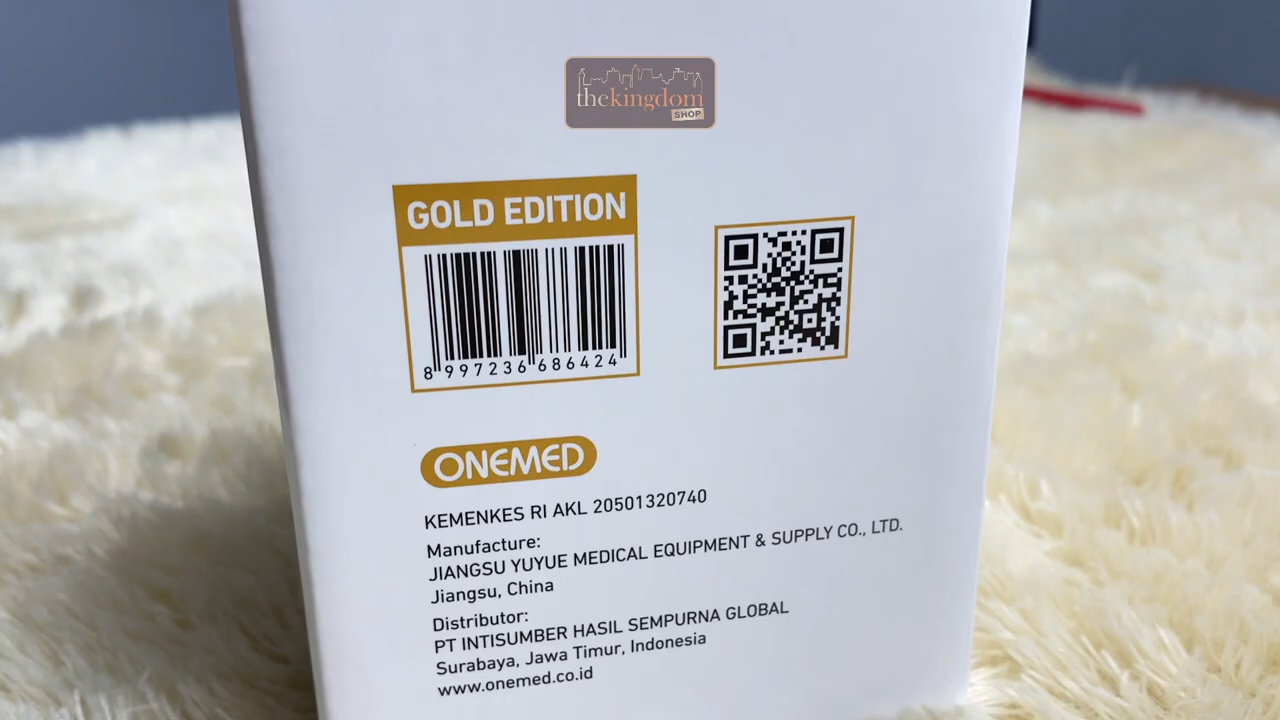 thekingdom
SHOP
GOLD EDITION
8 997236 686424
ONEMED
KEMENKES RI AKL 20501320740
Manufacture:
JIANGSU YUYUE MEDICAL EQUIPMENT & SUPPLY CO., LTD.
Jiangsu, China
Distributor:
PT INTISUMBER HASIL SEMPURNA GLOBAL
Surabaya, Jawa Timur, Indonesia
www.onemed.co.id